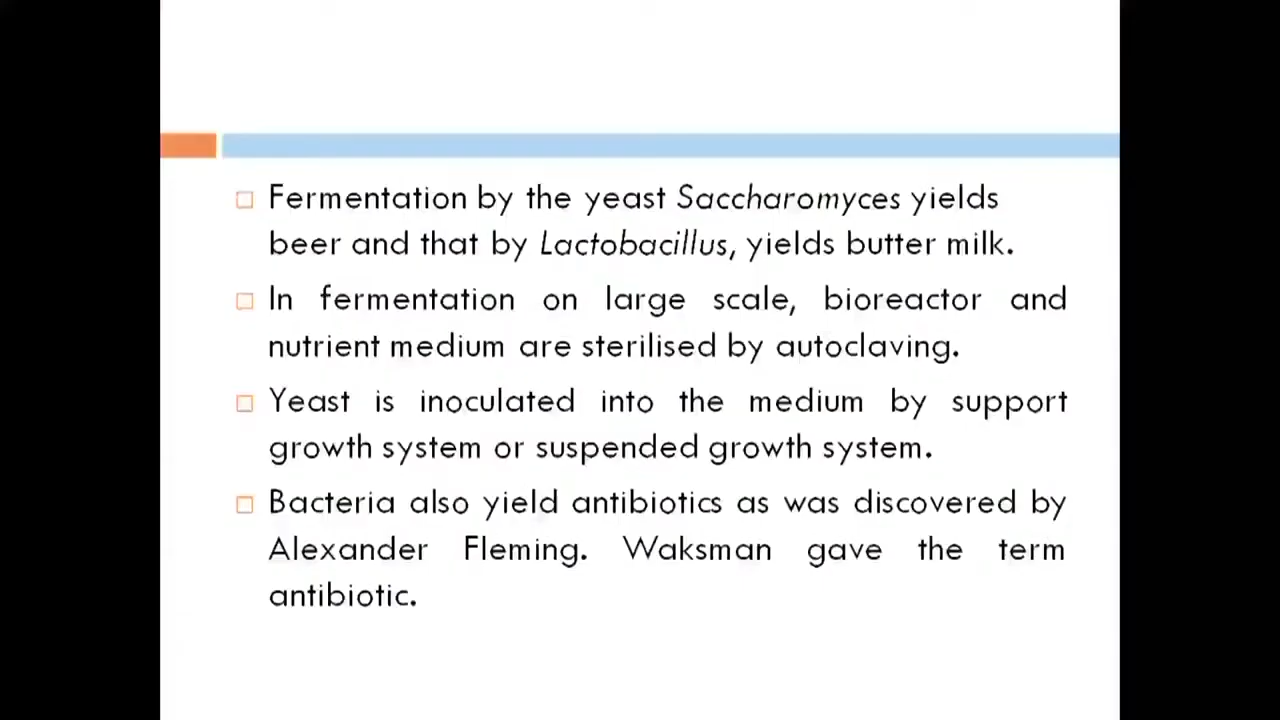 Fermentation by the yeast Saccharomyces yields
beer and that by Lactobacillus, yields butter milk.
In fermentation on large scale, bioreactor and
nutrient medium are sterilised by autoclaving.
Yeast is inoculated into the medium by support
growth system or suspended growth system.
Bacteria also yield antibiotics as was discovered by
Alexander Fleming. Waksman gave the term
antibiotic.